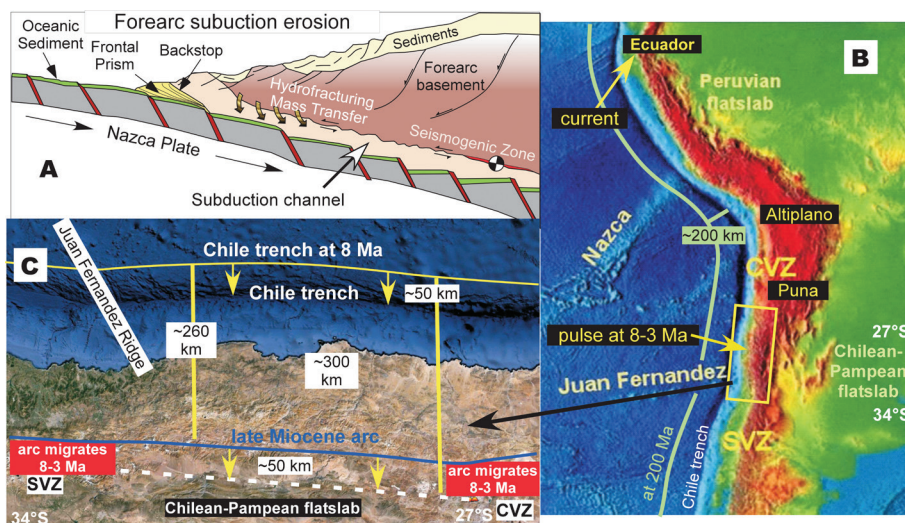 Forearc subuction erosion
Oceanic
Sediment
Frontal
Prism
Backstop
Sediments
Forearc
basement
Hydrofracturing
Mass Transfer
Seismogenic Zone
Nazca Plate
A
Subduction channel
B
Ecuador
Peruvian
flatslab
current
Altiplano
~200 km
Nazca
CVZ
Puna
pulse at 8-3 Ma
27°S
Chilean-
Pampean
flatslab
Juan Fernandez
34°S
SVZ
at 200 Ma
Chile trench
C
Juan Fernandez Ridge
Chile trench at 8 Ma
Chile trench
~50 km
~260
km
~300
km
late Miocene arc
arc migrates
8-3 Ma
~50 km
arc migrates
8-3 Ma
SVZ
Chilean-Pampean flatslab
CVZ
34°S
27°S